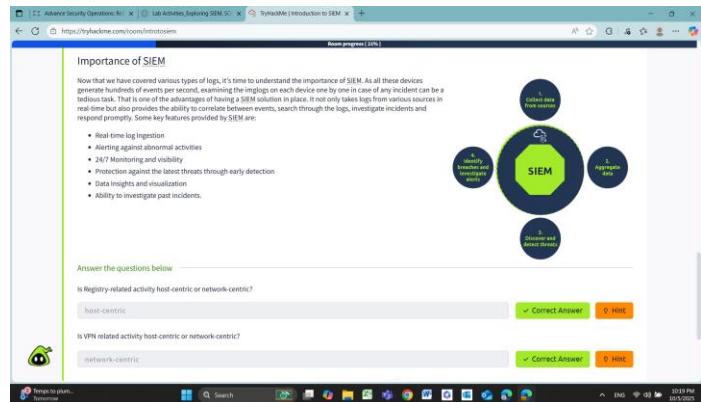 Advance Security Operations: Bri
Lab Activities_Exploring SIEM, SO
TryHackMe | Introduction to SIEM
https://tryhackme.com/room/introtosiem
Room progress ( 28% )
Importance of SIEM
Now that we have covered various types of logs, it's time to understand the importance of SIEM. As all these devices
generate hundreds of events per second, examining the imglogs on each device one by one in case of any incident can be a
tedious task. That is one of the advantages of having a SIEM solution in place. It not only takes logs from various sources in
real-time but also provides the ability to correlate between events, search through the logs, investigate incidents and
respond promptly. Some key features provided by SIEM are:
Real-time log Ingestion
Alerting against abnormal activities
24/7 Monitoring and visibility
Protection against the latest threats through early detection
Data Insights and visualization
Ability to investigate past incidents.
1.
Collect data
from sources
2.
Aggregate
data
3.
Discover and
detect threats
4.
Identify
breaches and
investigate
alerts
SIEM
Answer the questions below
Is Registry-related activity host-centric or network-centric?
host-centric
Correct Answer
Hint
Is VPN related activity host-centric or network-centric?
network-centric
Correct Answer
Hint
Temps to plum...
Tomorrow
Search
ENG
10:19 PM
10/5/2025